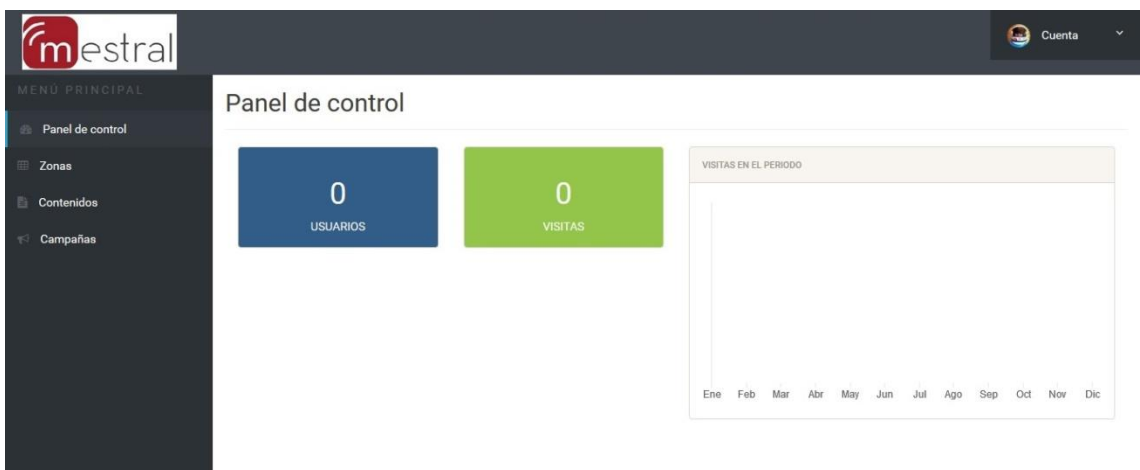 mestral
Cuenta
MENÚ PRINCIPAL
Panel de control
Zonas
Contenidos
Campañas
Panel de control
0
USUARIOS
0
VISITAS
VISITAS EN EL PERIODO
Ene Feb Mar Abr May Jun Jul Ago Sep Oct Nov Dic